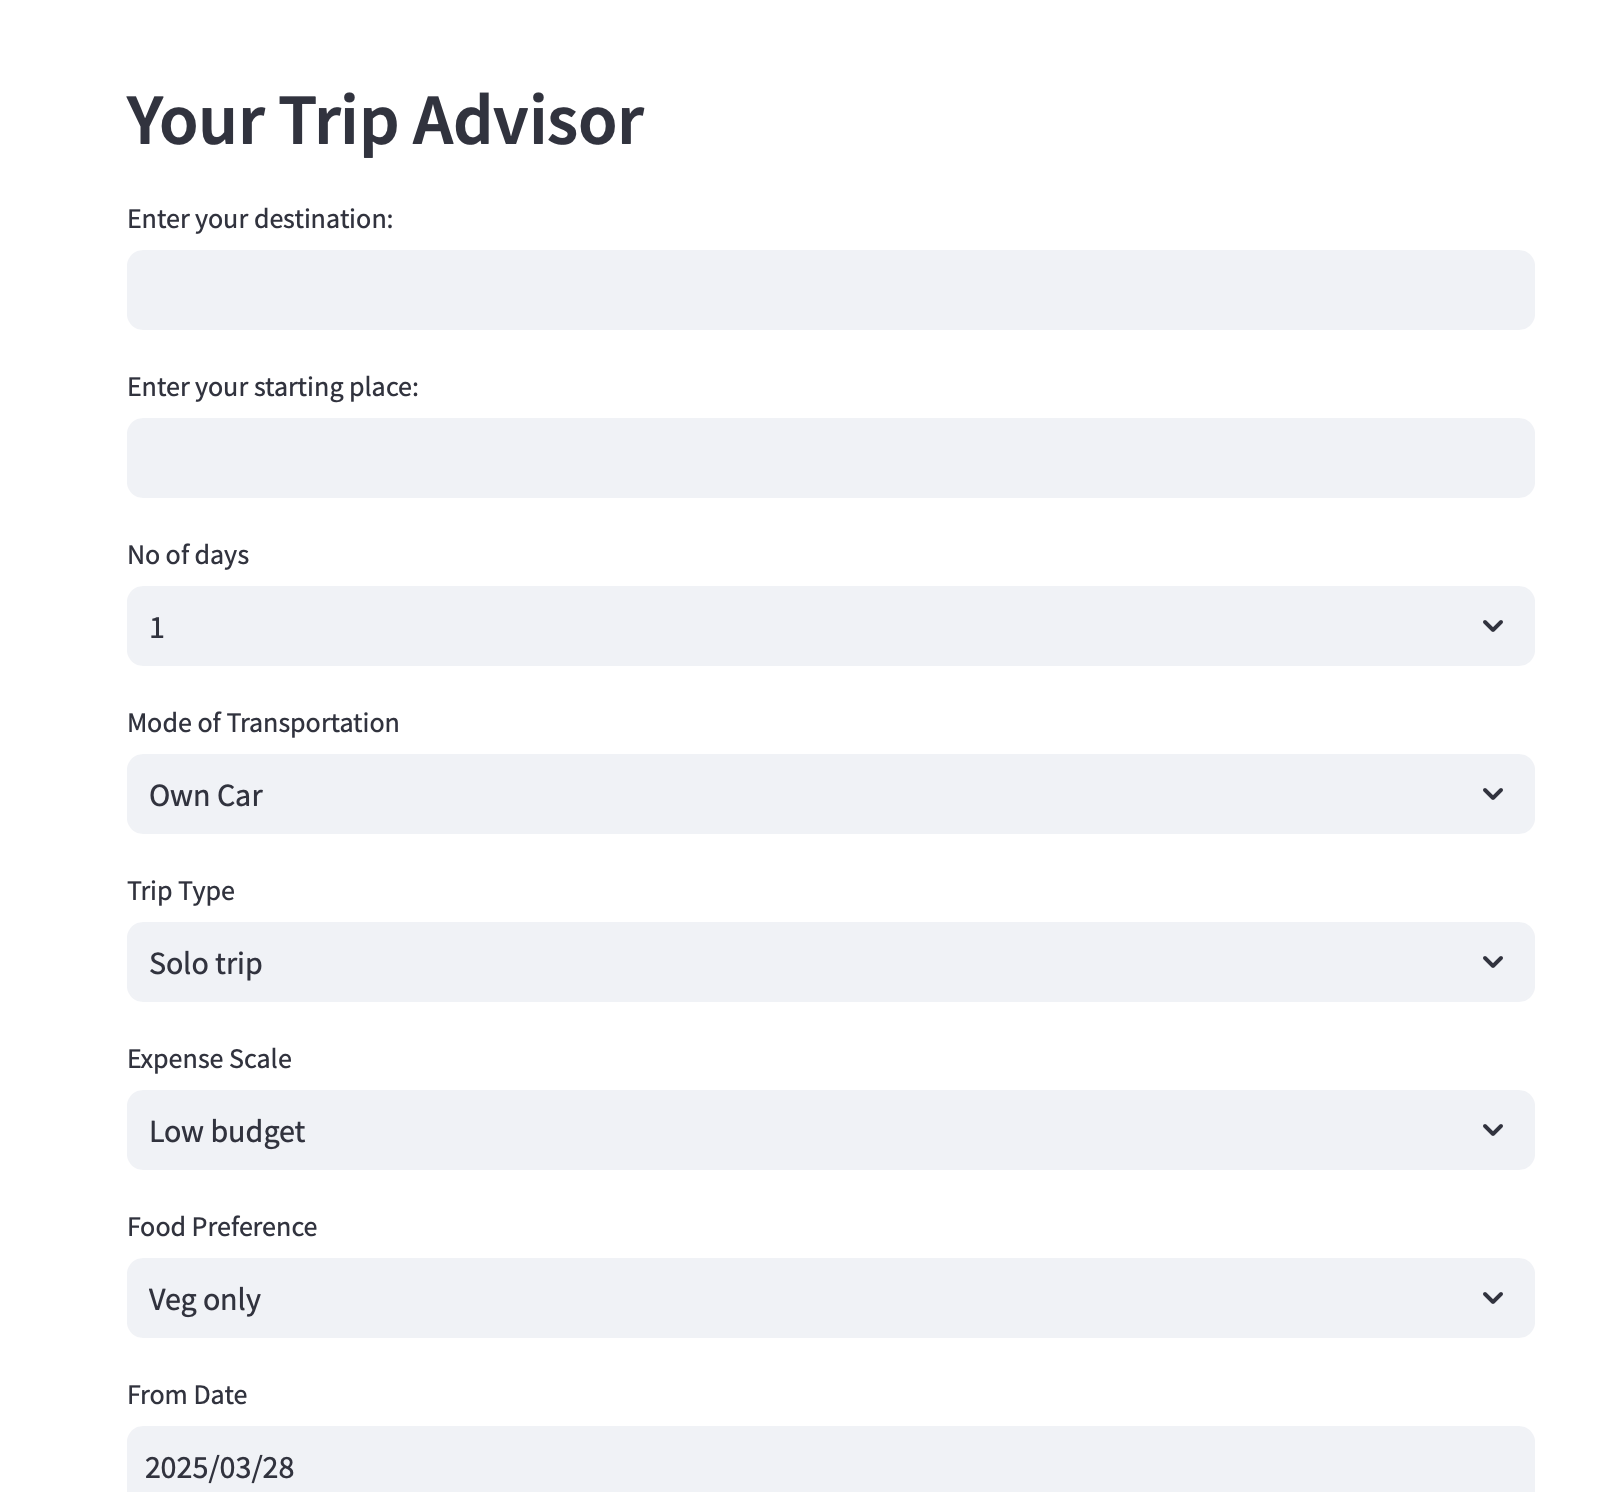 Your Trip Advisor
Enter your destination:
Enter your starting place:
No of days
1
Mode of Transportation
Own Car
Trip Type
Solo trip
Expense Scale
Low budget
Food Preference
Veg only
From Date
2025/03/28